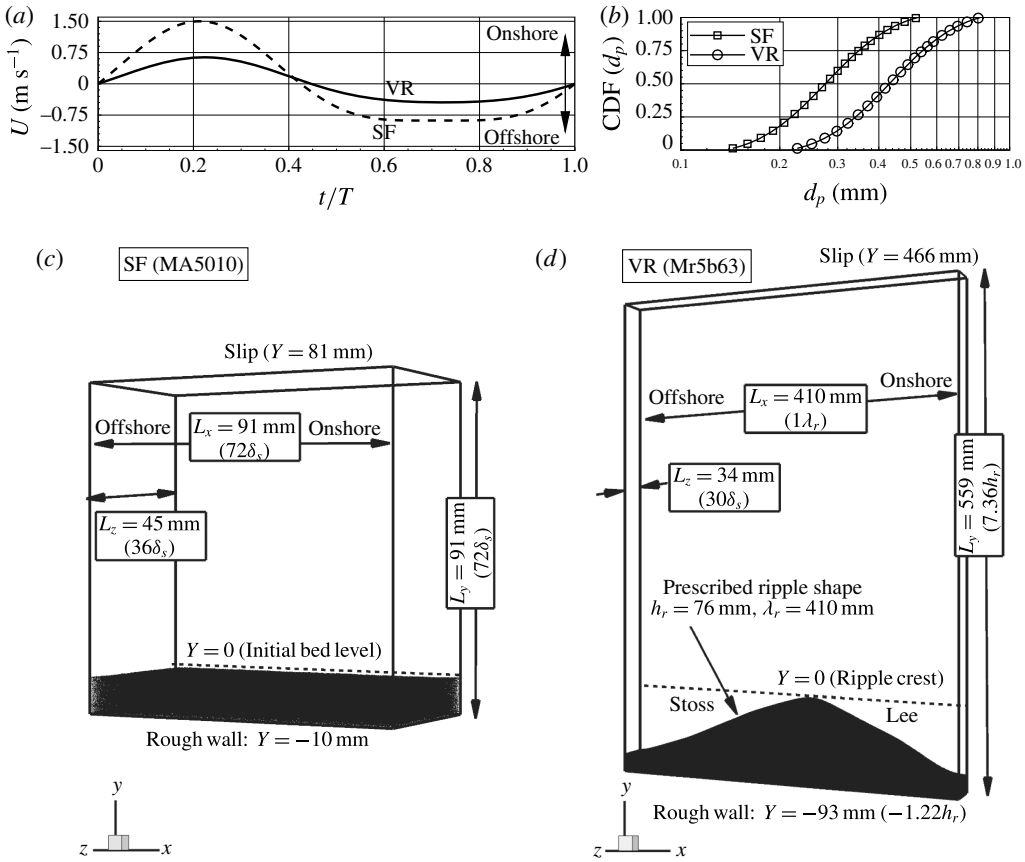 (a)
1.50
0.75
0
−0.75
−1.50
U (m s−1)
Onshore
VR
SF
Offshore
0
0.2
0.4
0.6
0.8
1.0
t/T
(b)
1.00
0.75
0.50
0.25
0
CDF (dp)
SF
VR
0.1
0.2
0.3
0.4
0.5
0.6
0.7
0.8
0.9
1.0
dp (mm)
(c)
SF (MA5010)
Slip (Y = 81 mm)
Offshore
Onshore
Lx = 91 mm
(72δs)
Lz = 45 mm
(36δs)
Ly = 91 mm
(72δs)
Y = 0 (Initial bed level)
Rough wall: Y = −10 mm
y
z
x
(d)
VR (Mr5b63)
Slip (Y = 466 mm)
Offshore
Onshore
Lx = 410 mm
(1λr)
Lz = 34 mm
(30δs)
Ly = 559 mm
(7.36hr)
Prescribed ripple shape
hr = 76 mm, λr = 410 mm
Y = 0 (Ripple crest)
Stoss
Lee
Rough wall: Y = −93 mm (−1.22hr)
y
z
x